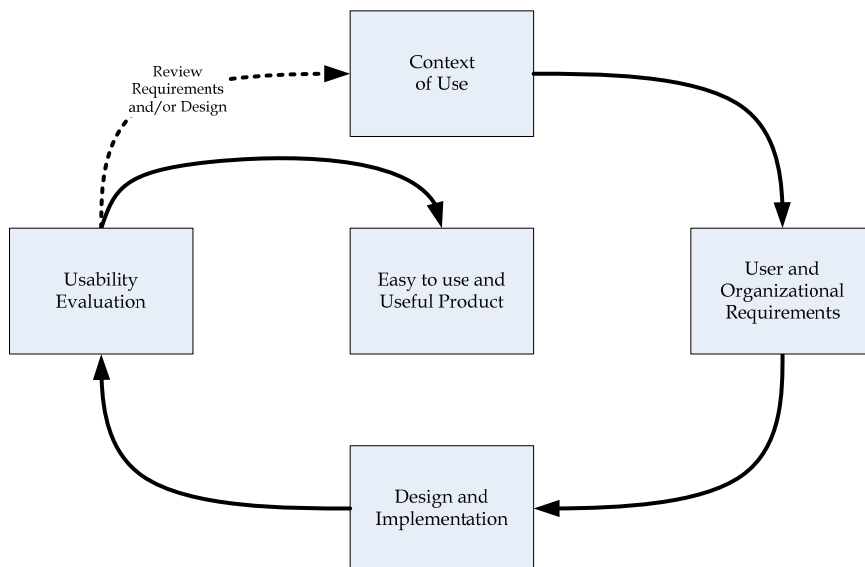 Context
of Use
Review
Requirements
and/or Design
Usability
Evaluation
Easy to use and
Useful Product
User and
Organizational
Requirements
Design and
Implementation